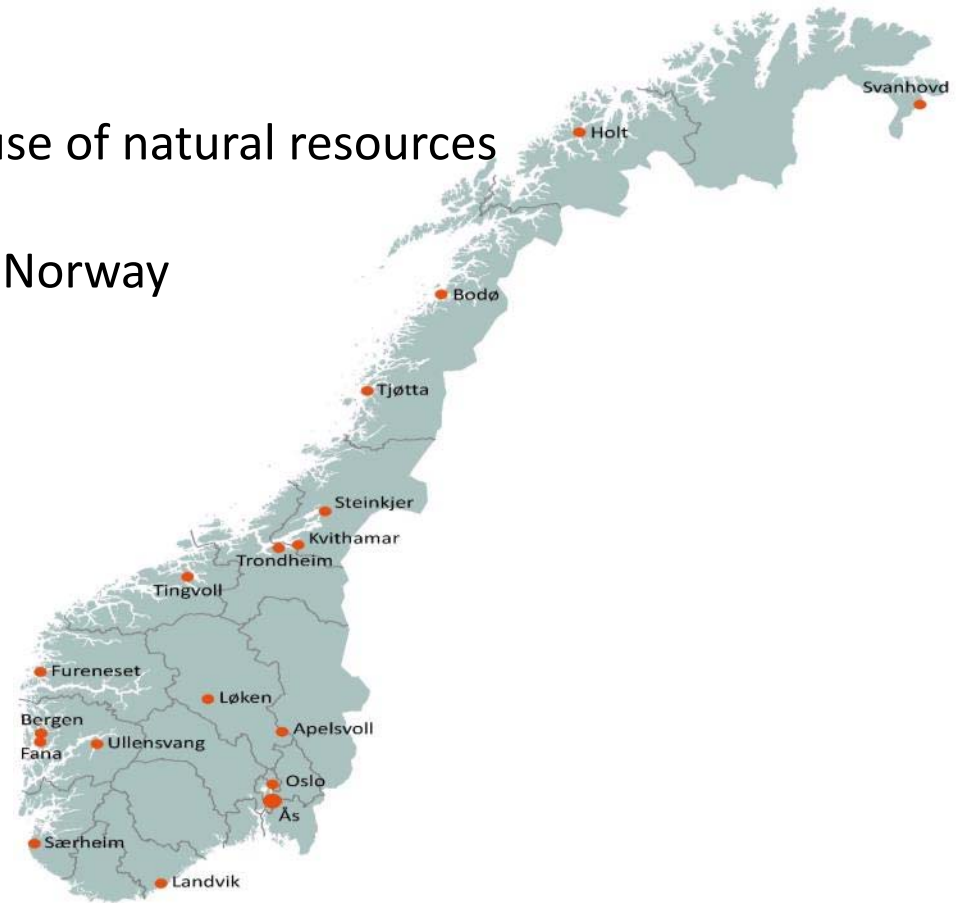 use of natural resources
Norway
Svanhovd
Holt
Bodø
Tjøtta
Steinkjer
Kvithamar
Trondheim
Tingvoll
Fureneset
Løken
Bergen
Apelsvoll
Ullensvang
Fana
Oslo
Ås
Særheim
Landvik